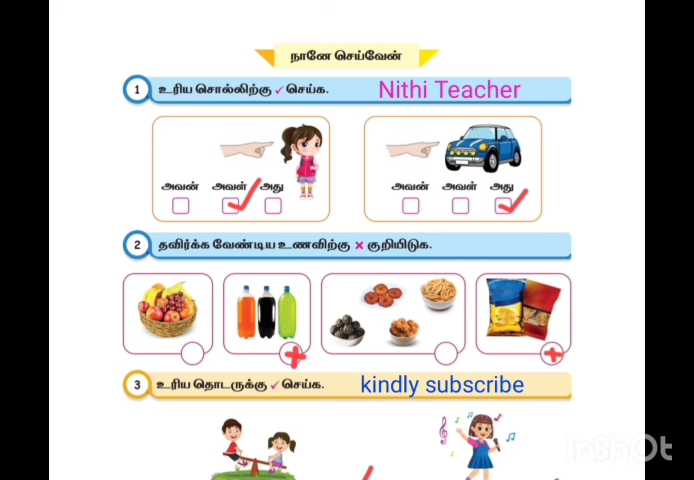 நானே செய்வேன்
1 உரிய சொல்லிற்கு ✓ செய்க. Nithi Teacher
அவன் அவள் அது
அவன் அவள் அது
2 தவிர்க்க வேண்டிய உணவிற்கு × குறியிடுக.
3 உரிய தொடருக்கு ✓ செய்க. kindly subscribe
InShOt